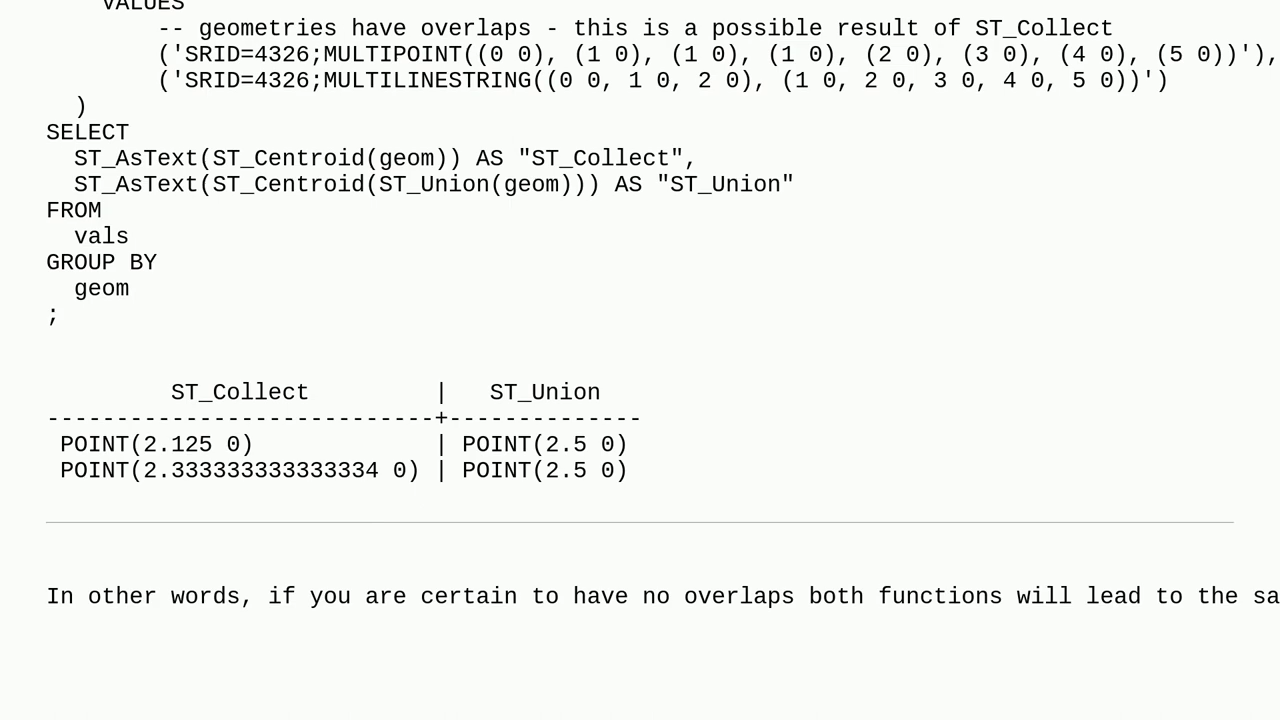 VALUES
-- geometries have overlaps - this is a possible result of ST_Collect
('SRID=4326;MULTIPOINT((0 0), (1 0), (1 0), (1 0), (2 0), (3 0), (4 0), (5 0))'),
('SRID=4326;MULTILINESTRING((0 0, 1 0, 2 0), (1 0, 2 0, 3 0, 4 0, 5 0))')
)
SELECT
ST_AsText(ST_Centroid(geom)) AS "ST_Collect",
ST_AsText(ST_Centroid(ST_Union(geom))) AS "ST_Union"
FROM
vals
GROUP BY
geom
;
ST_Collect | ST_Union
----------------------------+--------------
POINT(2.125 0) | POINT(2.5 0)
POINT(2.333333333333334 0) | POINT(2.5 0)
In other words, if you are certain to have no overlaps both functions will lead to the sa